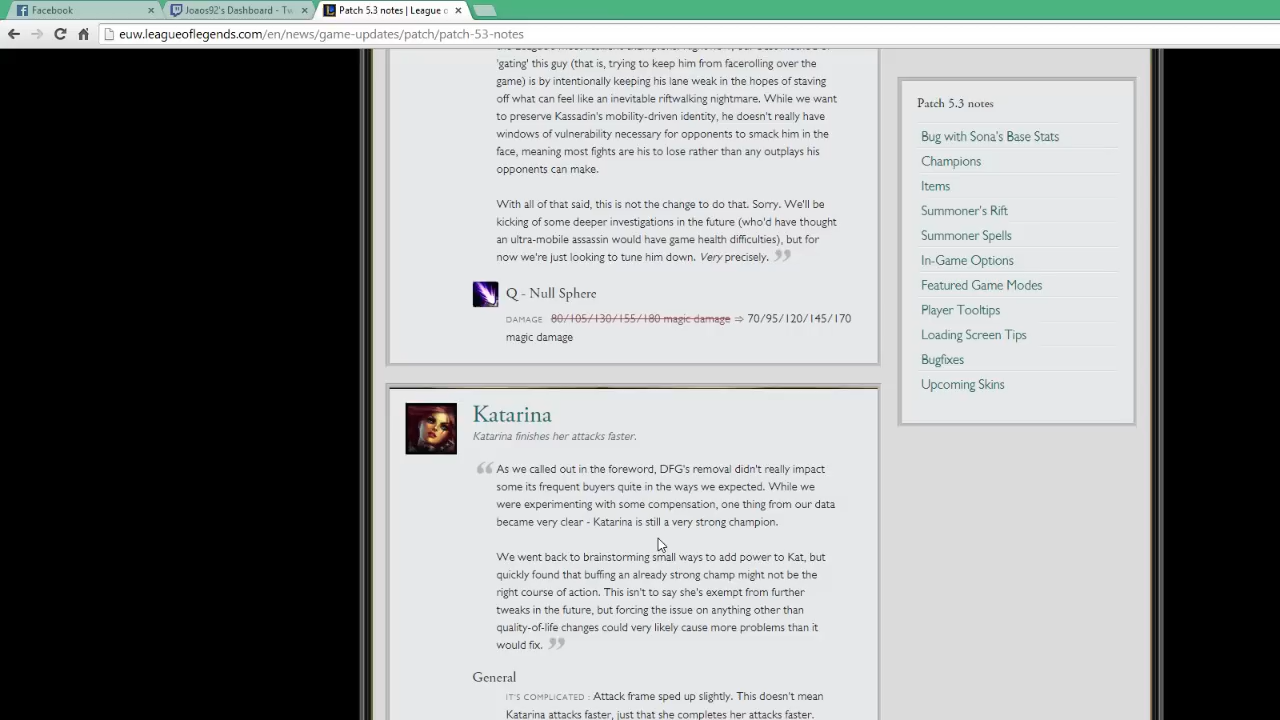 Facebook
Joaos92's Dashboard - Tw
Patch 5.3 notes | League o
euw.leagueoflegends.com/en/news/game-updates/patch/patch-53-notes
'gating' this guy (that is, trying to keep him from facerolling over the
game) is by intentionally keeping his lane weak in the hopes of staving
off what can feel like an inevitable riftwalking nightmare. While we want
to preserve Kassadin's mobility-driven identity, he doesn't really have
windows of vulnerability necessary for opponents to smack him in the
face, meaning most fights are his to lose rather than any outplays his
opponents can make.
With all of that said, this is not the change to do that. Sorry. We'll be
kicking of some deeper investigations in the future (who'd have thought
an ultra-mobile assassin would have game health difficulties), but for
now we're just looking to tune him down. Very precisely. ”
Q - Null Sphere
DAMAGE 80/105/130/155/180 magic damage ⇒ 70/95/120/145/170
magic damage
Katarina
Katarina finishes her attacks faster.
“ As we called out in the foreword, DFG's removal didn't really impact
some its frequent buyers quite in the ways we expected. While we
were experimenting with some compensation, one thing from our data
became very clear - Katarina is still a very strong champion.
We went back to brainstorming small ways to add power to Kat, but
quickly found that buffing an already strong champ might not be the
right course of action. This isn't to say she's exempt from further
tweaks in the future, but forcing the issue on anything other than
quality-of-life changes could very likely cause more problems than it
would fix. ”
General
IT'S COMPLICATED : Attack frame sped up slightly. This doesn't mean
Katarina attacks faster, just that she completes her attacks faster.
Patch 5.3 notes
Bug with Sona's Base Stats
Champions
Items
Summoner's Rift
Summoner Spells
In-Game Options
Featured Game Modes
Player Tooltips
Loading Screen Tips
Bugfixes
Upcoming Skins